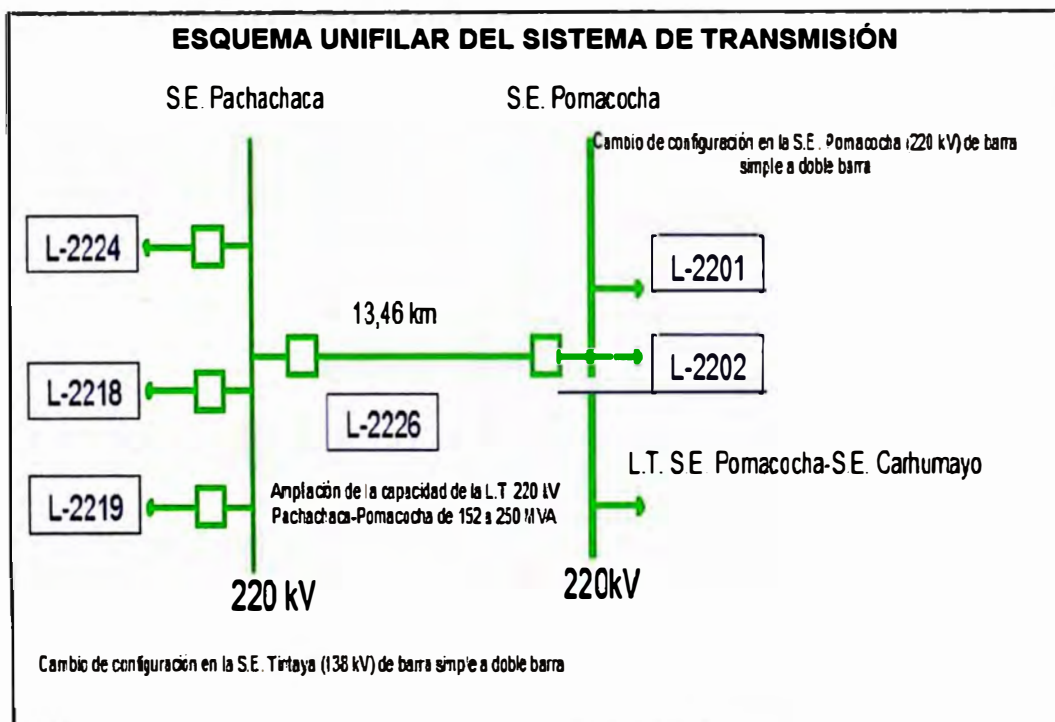 ESQUEMA UNIFILAR DEL SISTEMA DE TRANSMISIÓN
S.E. Pachachaca
S.E. Pomacocha
Cambio de configuración en la S.E. Pomacocha (220 kV) de barra
simple a doble barra
L-2224
L-2201
13,46 km
L-2202
L-2218
L-2226
L.T. S.E. Pomacocha-S.E. Carhumayo
L-2219
Ampliación de la capacidad de la L.T. 220 kV
Pachachaca-Pomacocha de 152 a 250 MVA
220 kV
220kV
Cambio de configuración en la S.E. Tintaya (138 kV) de barra simple a doble barra